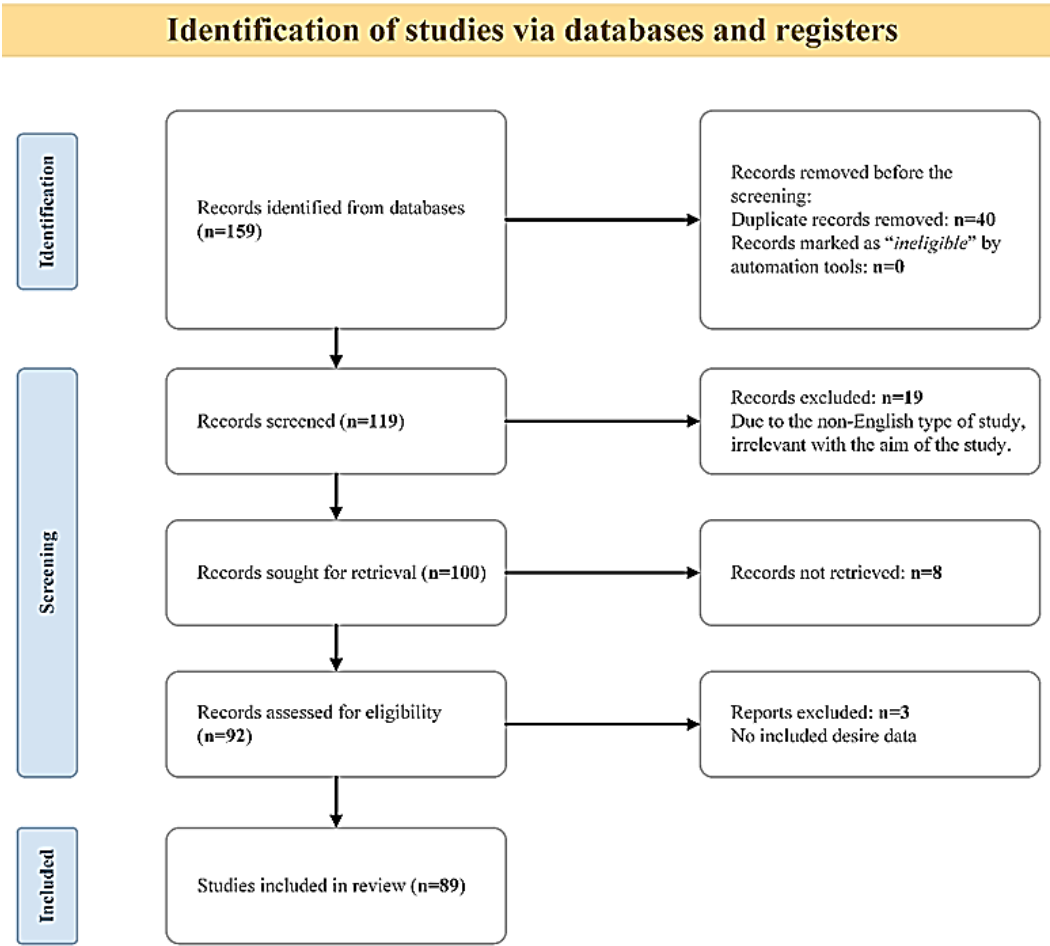 Identification of studies via databases and registers
Identification
Records identified from databases
(n=159)
Records removed before the
screening:
Duplicate records removed: n=40
Records marked as “ineligible” by
automation tools: n=0
Screening
Records screened (n=119)
Records excluded: n=19
Due to the non-English type of study,
irrelevant with the aim of the study.
Records sought for retrieval (n=100)
Records not retrieved: n=8
Records assessed for eligibility
(n=92)
Reports excluded: n=3
No included desire data
Included
Studies included in review (n=89)